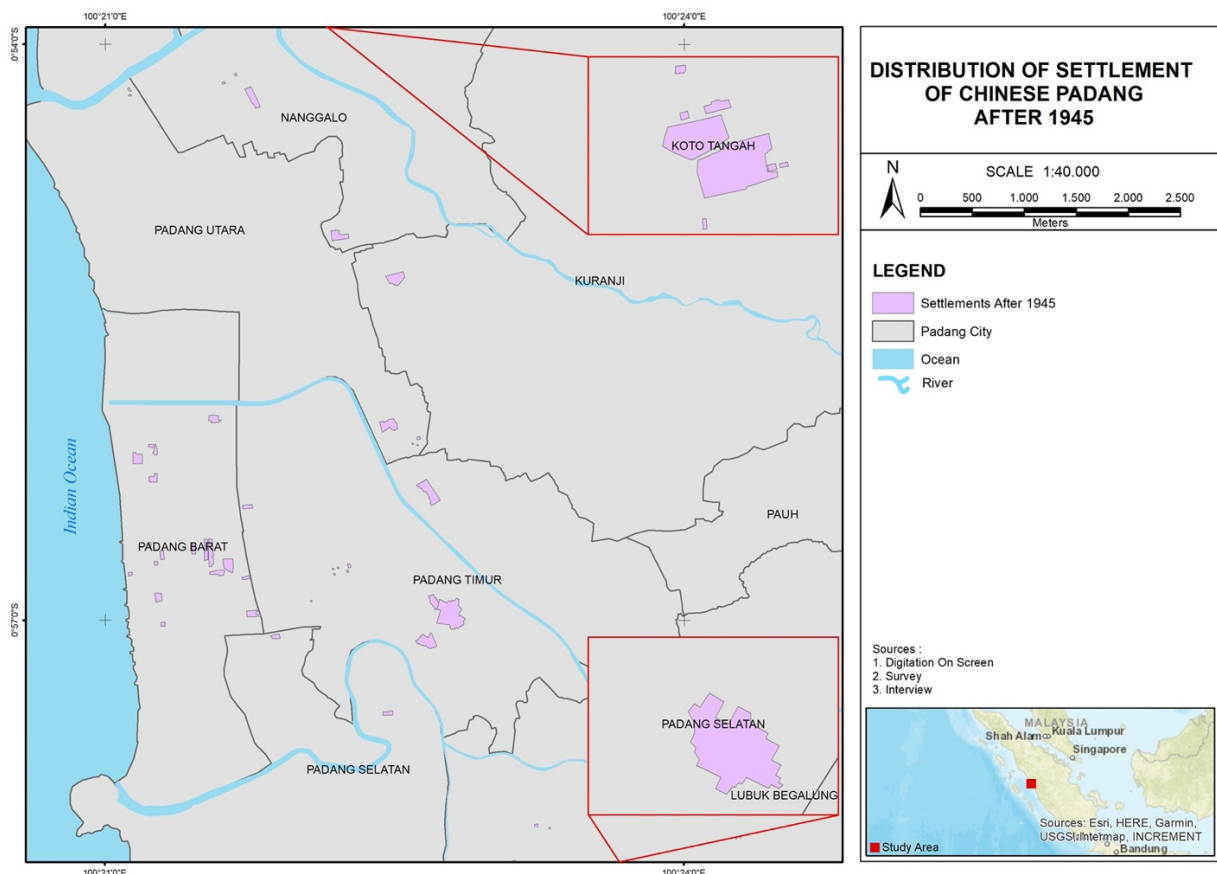 100°21'0"E
100°24'0"E
0°54'0"S
0°57'0"S
NANGGALO
PADANG UTARA
KOTO TANGAH
KURANJI
PAUH
Indian Ocean
PADANG BARAT
PADANG TIMUR
PADANG SELATAN
PADANG SELATAN
LUBUK BEGALUNG
100°21'0"E
100°24'0"E
DISTRIBUTION OF SETTLEMENT
OF CHINESE PADANG
AFTER 1945
N
SCALE 1:40.000
0 500 1.000 1.500 2.000 2.500
Meters
LEGEND
Settlements After 1945
Padang City
Ocean
River
Sources :
1. Digitation On Screen
2. Survey
3. Interview
MALAYSIA
Shah Alam
Kuala Lumpur
Singapore
Sources: Esri, HERE, Garmin,
Intermap, INCREMENT
Study Area
Bandung